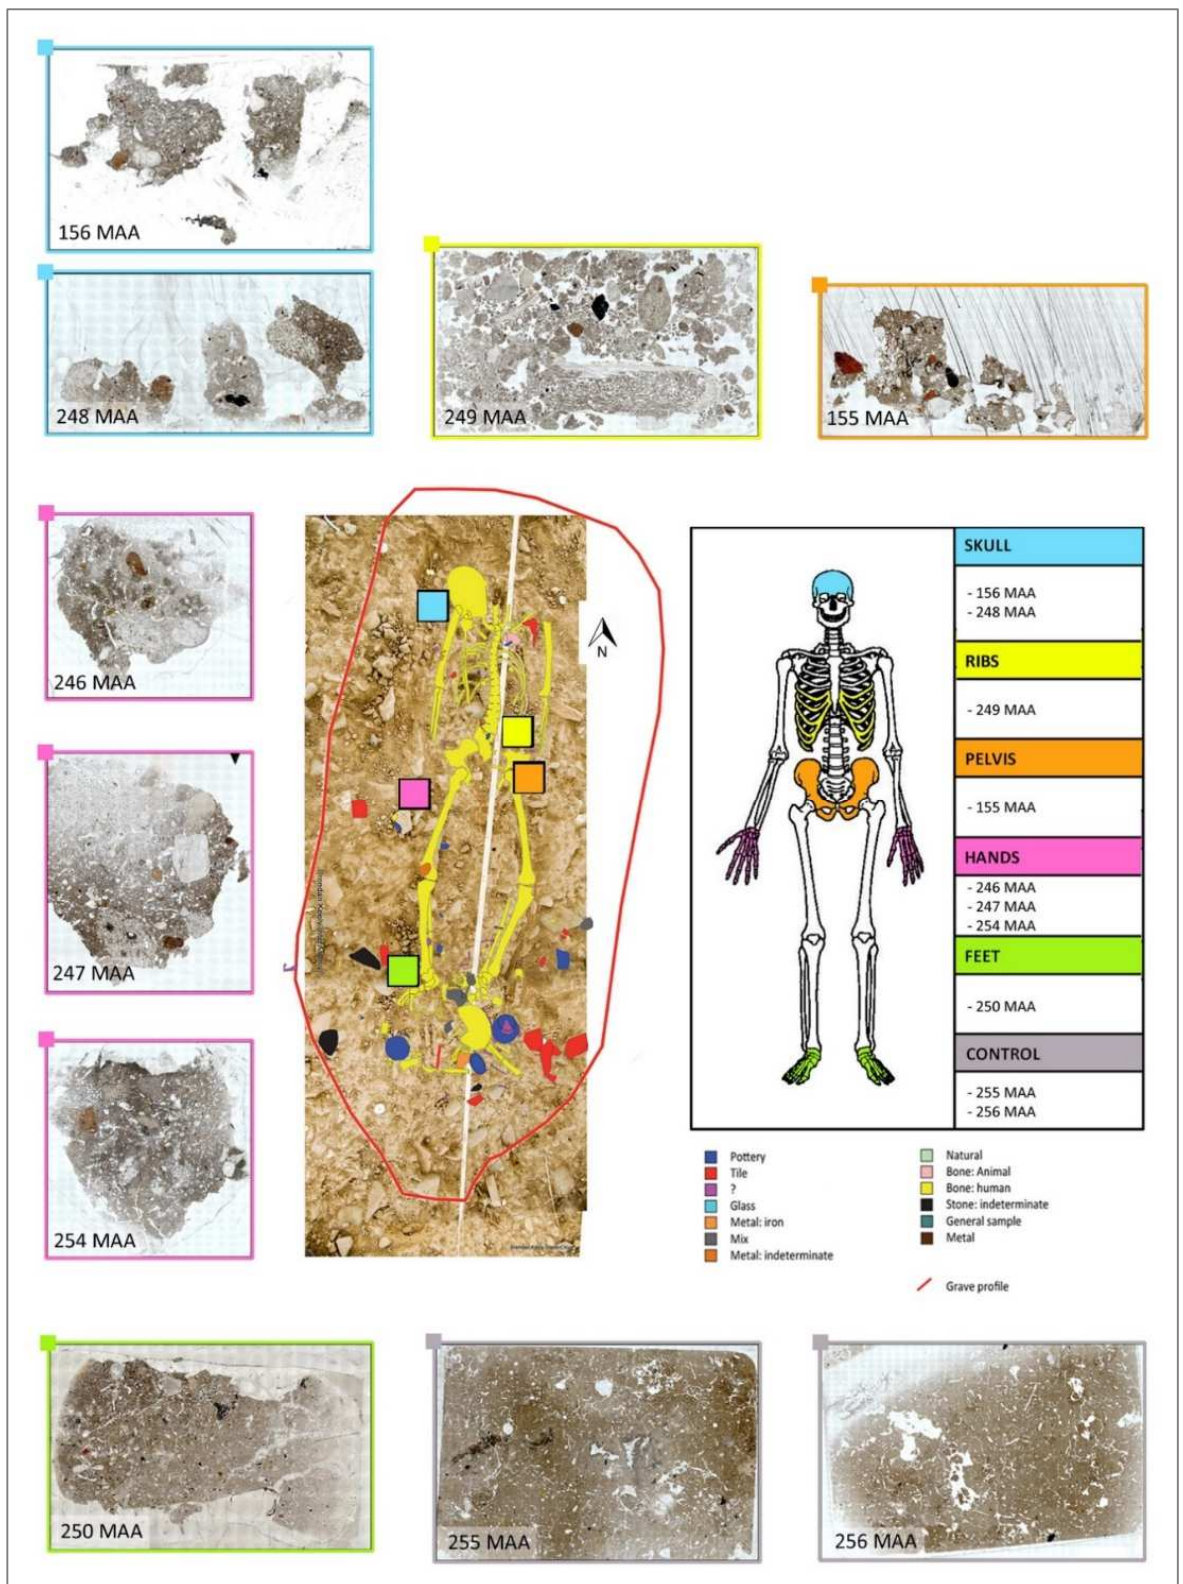 156 MAA
248 MAA
249 MAA
155 MAA
246 MAA
247 MAA
254 MAA
N
SKULL
- 156 MAA
- 248 MAA
RIBS
- 249 MAA
PELVIS
- 155 MAA
HANDS
- 246 MAA
- 247 MAA
- 254 MAA
FEET
- 250 MAA
CONTROL
- 255 MAA
- 256 MAA
Pottery
Tile
?
Glass
Metal: iron
Mix
Metal: indeterminate
Natural
Bone: Animal
Bone: human
Stone: indeterminate
General sample
Metal
Grave profile
250 MAA
255 MAA
256 MAA